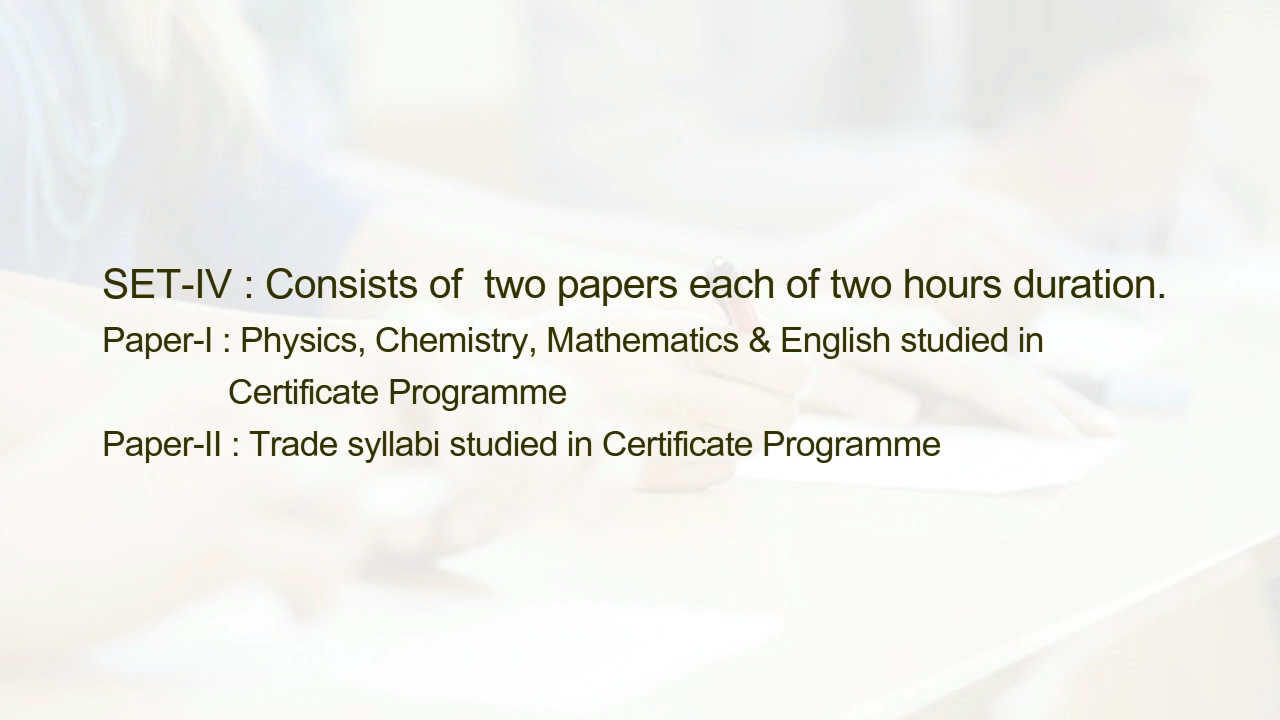 SET-IV : Consists of  two papers each of two hours duration.
Paper-I : Physics, Chemistry, Mathematics & English studied in
Certificate Programme
Paper-II : Trade syllabi studied in Certificate Programme